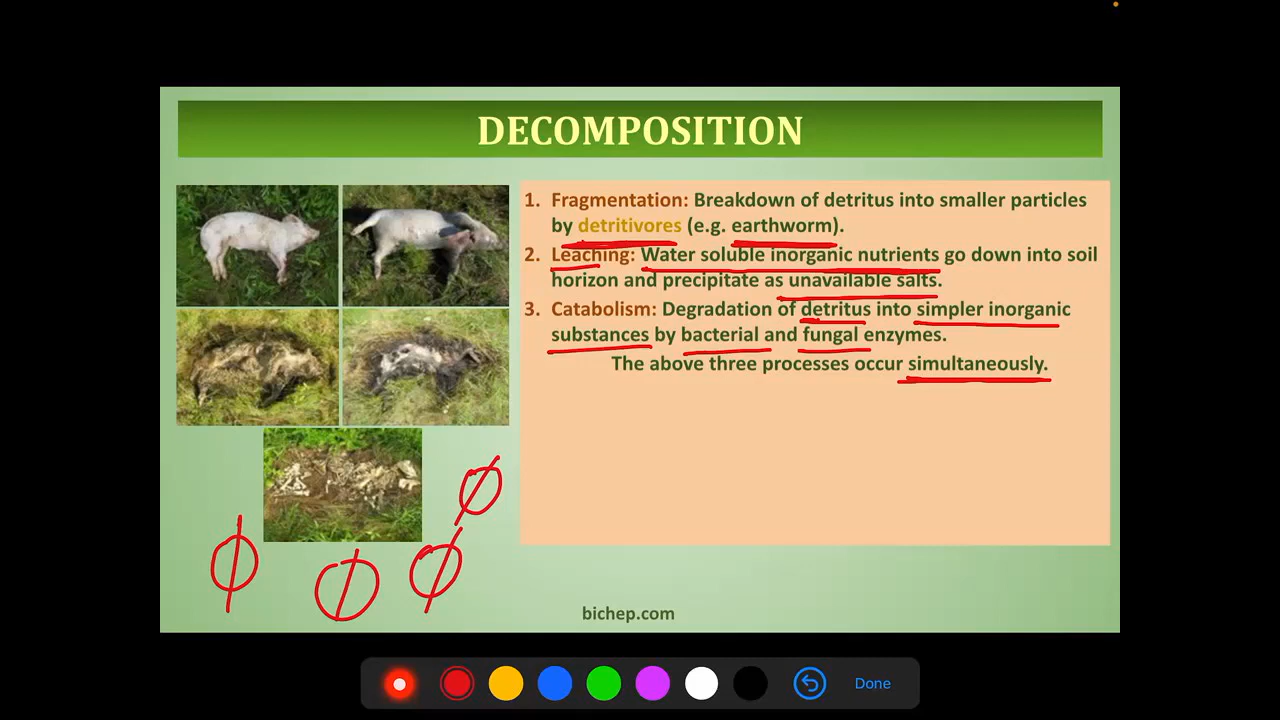 DECOMPOSITION
1. Fragmentation: Breakdown of detritus into smaller particles
by detritivores (e.g. earthworm).
2. Leaching: Water soluble inorganic nutrients go down into soil
horizon and precipitate as unavailable salts.
3. Catabolism: Degradation of detritus into simpler inorganic
substances by bacterial and fungal enzymes.
The above three processes occur simultaneously.
bichep.com
Done